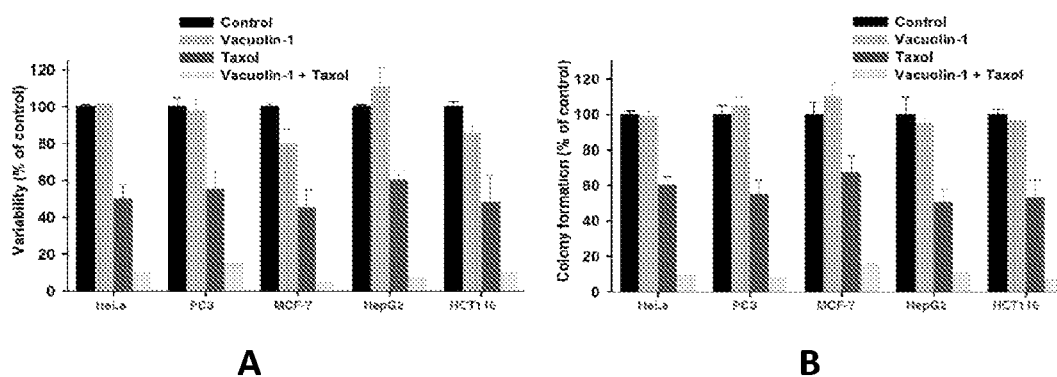 Control
Vacuolin-1
Taxol
Vacuolin-1 + Taxol
Variability (% of control)
120
100
80
60
40
20
0
HeLa
PC3
MCF-7
HepG2
HCT116
A
Control
Vacuolin-1
Taxol
Vacuolin-1 + Taxol
Colony formation (% of control)
120
100
80
60
40
20
0
HeLa
PC3
MCF-7
HepG2
HCT116
B